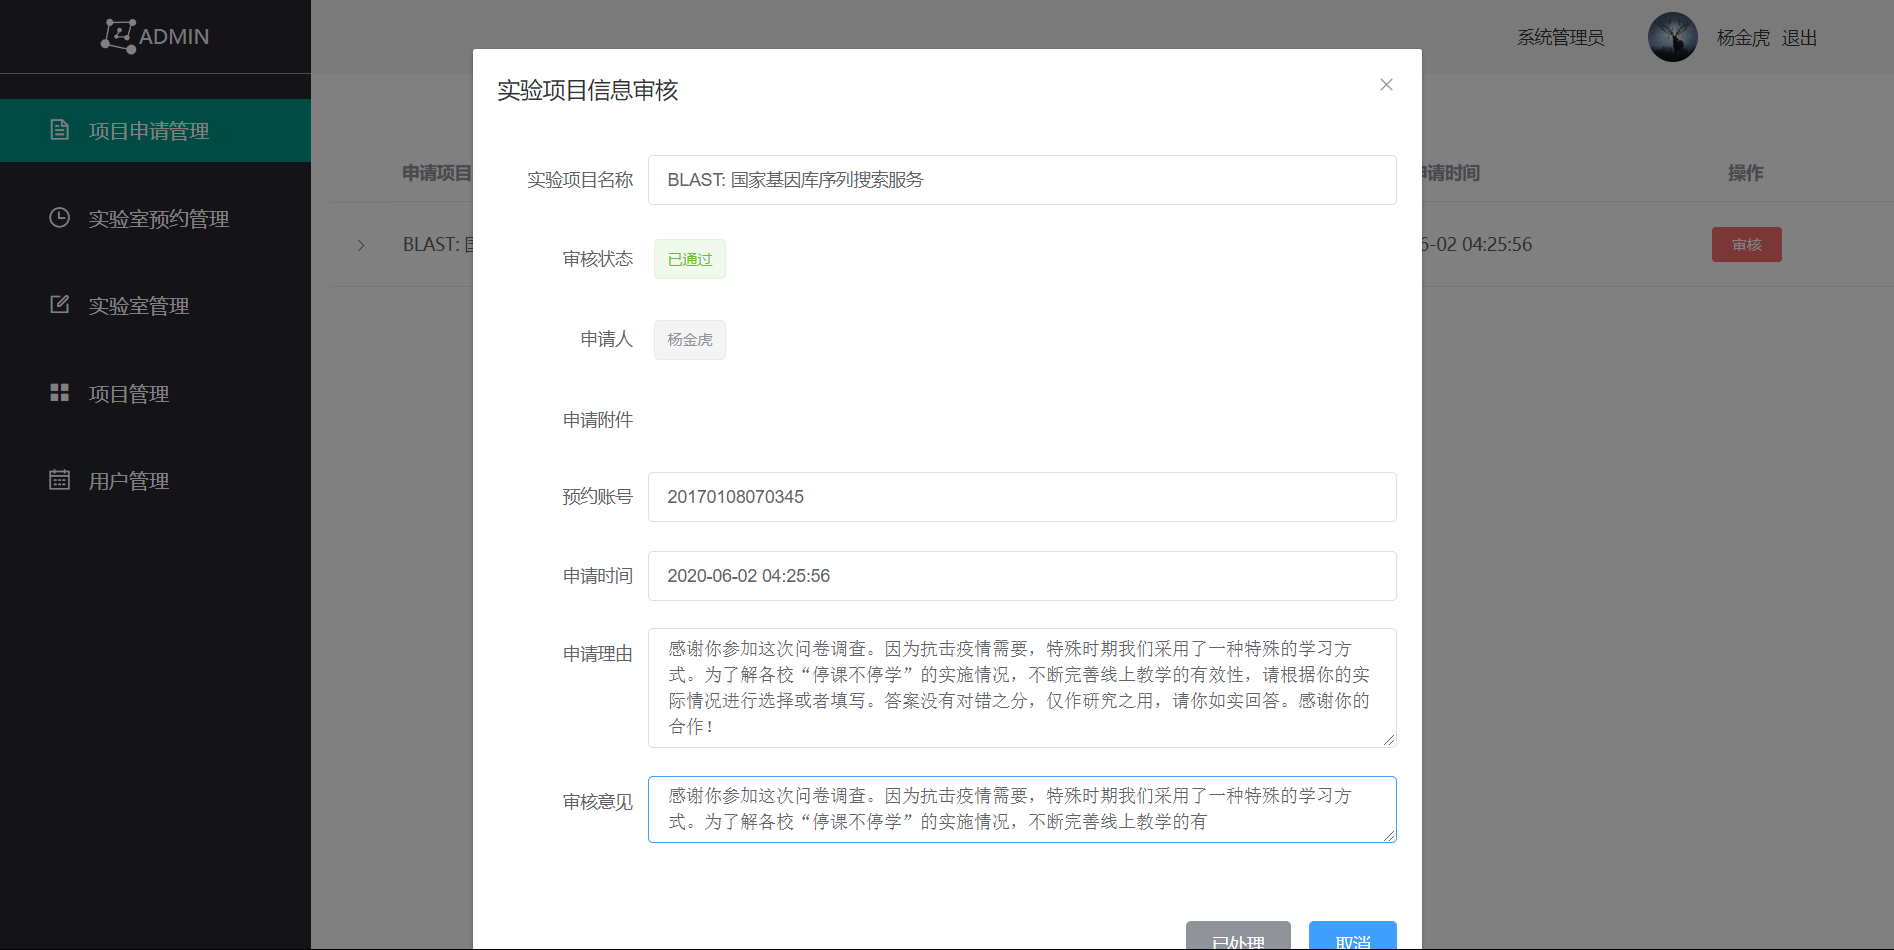 ADMIN
项目申请管理
实验室预约管理
实验室管理
项目管理
用户管理
系统管理员
杨金虎 退出
申请项目
请时间
操作
BLAST:
-02 04:25:56
审核
实验项目信息审核
实验项目名称
BLAST: 国家基因库序列搜索服务
审核状态
已通过
申请人
杨金虎
申请附件
预约账号
20170108070345
申请时间
2020-06-02 04:25:56
申请理由
感谢你参加这次问卷调查。因为抗击疫情需要，特殊时期我们采用了一种特殊的学习方
式。为了解各校“停课不停学”的实施情况，不断完善线上教学的有效性，请根据你的实
际情况进行选择或者填写。答案没有对错之分，仅作研究之用，请你如实回答。感谢你的
合作！
审核意见
感谢你参加这次问卷调查。因为抗击疫情需要，特殊时期我们采用了一种特殊的学习方
式。为了解各校“停课不停学”的实施情况，不断完善线上教学的有
已处理
取消